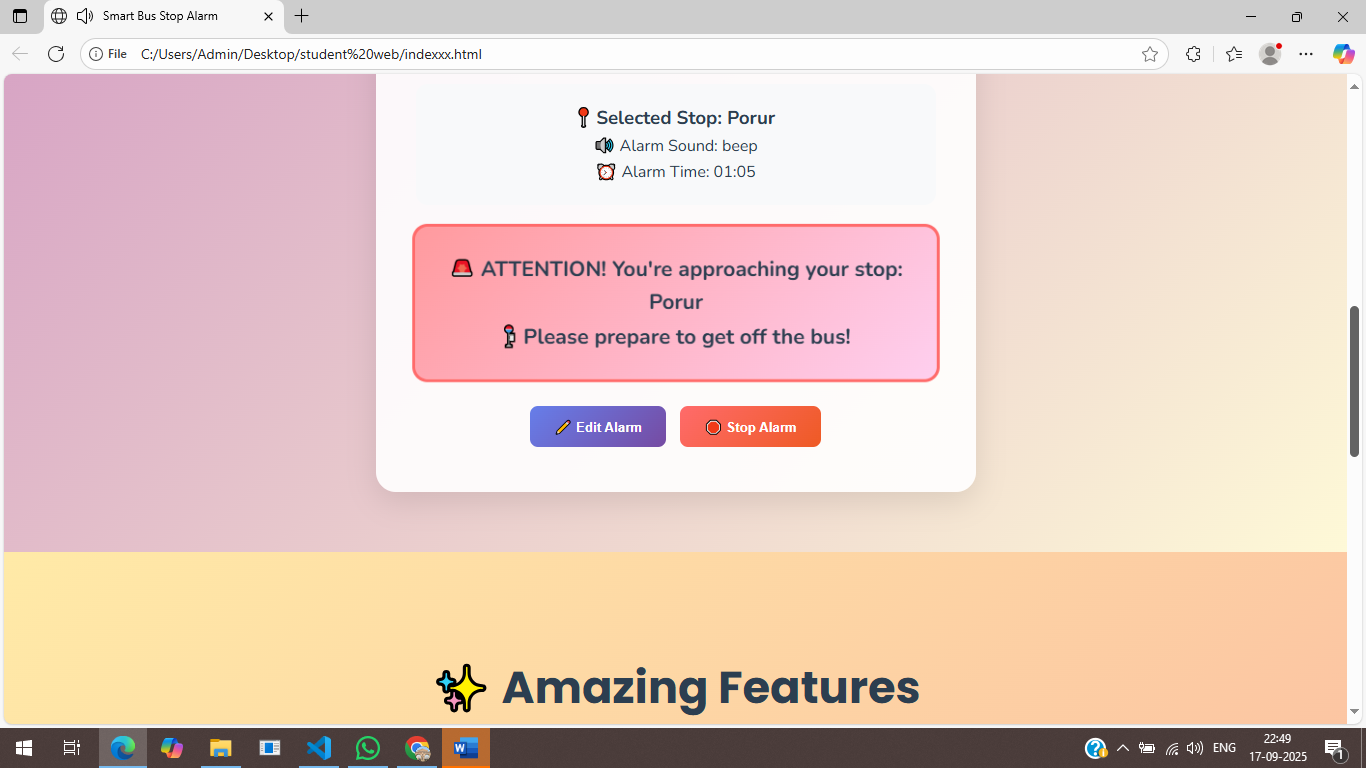 Smart Bus Stop Alarm
File C:/Users/Admin/Desktop/student%20web/indexxx.html
Selected Stop: Porur
Alarm Sound: beep
Alarm Time: 01:05
ATTENTION! You're approaching your stop:
Porur
Please prepare to get off the bus!
Edit Alarm Stop Alarm
Amazing Features
ENG
22:49
17-09-2025
1